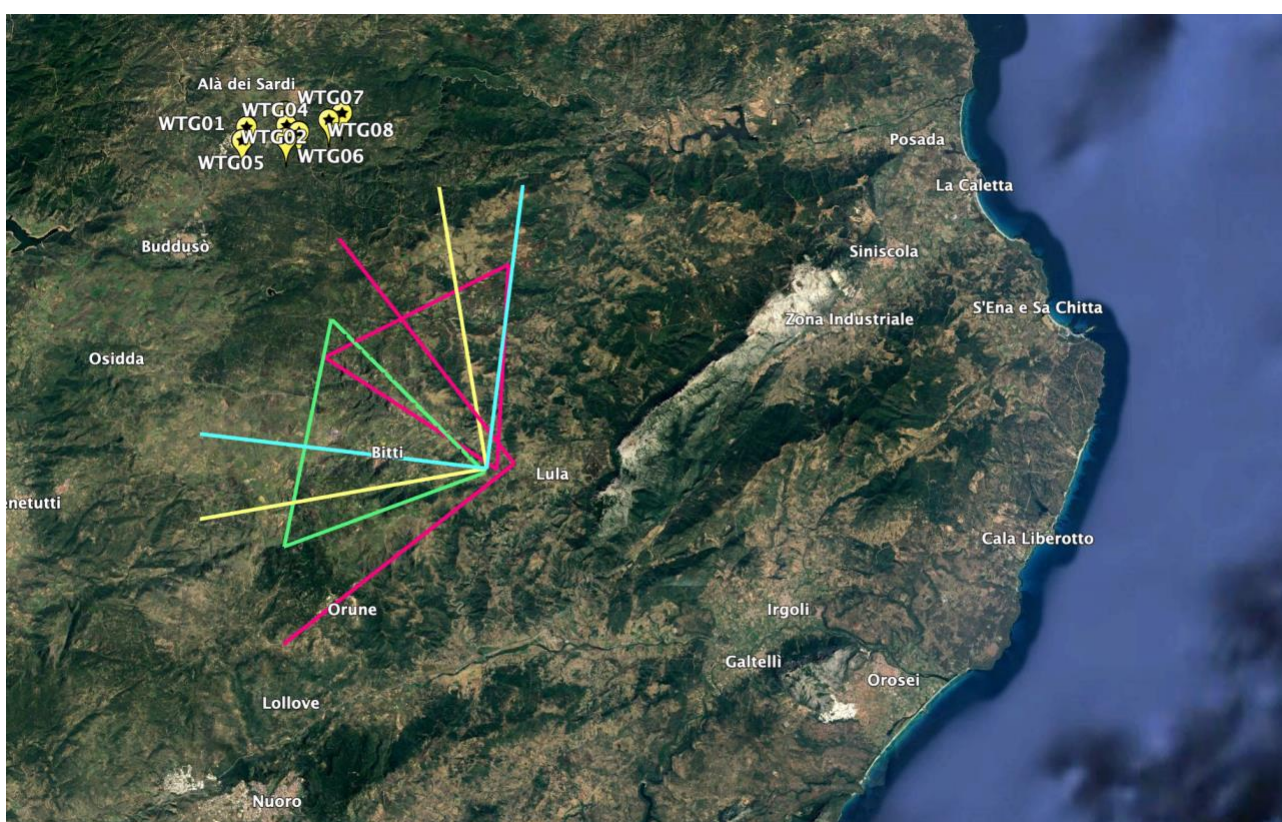 Alà dei Sardi
WTG07
WTG04
WTG01
WTG08
WTG02
WTG05
WTG06
Posada
La Caletta
Buddusò
Siniscola
S'Ena e Sa Chitta
Zona Industriale
Osidda
Bitti
Lula
enetutti
Cala Liberotto
Orune
Irgoli
Galtellì
Orosei
Lollove
Nuoro